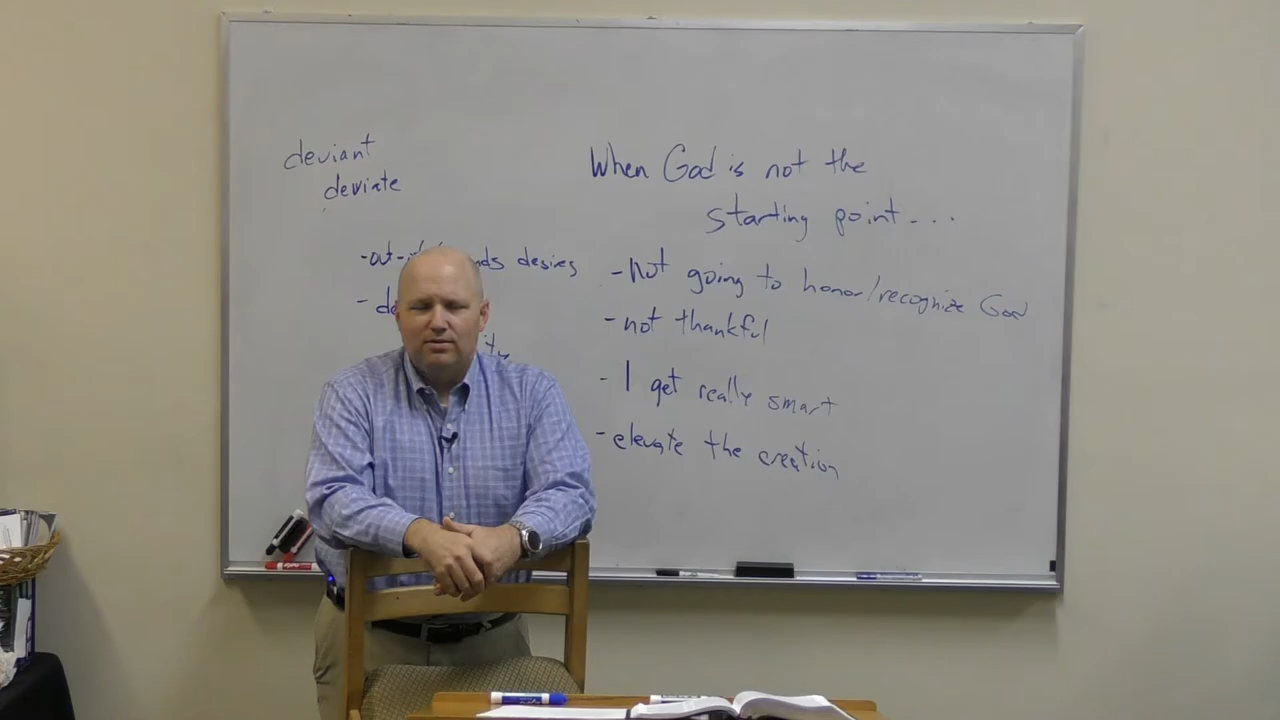 deviant
deviate
- desires
-
When God is not the
starting point...
-not going to honor/recognize God
-not thankful
- I get really smart
-elevate the creation